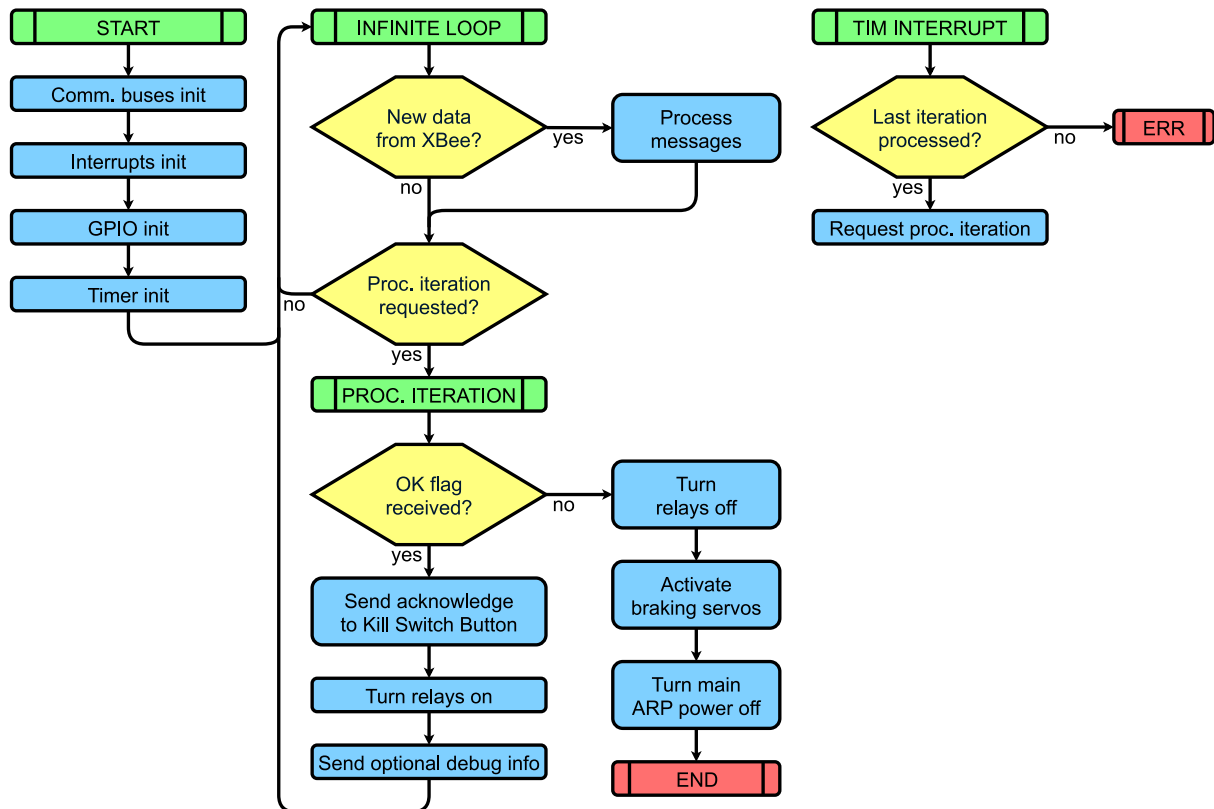 START
Comm. buses init
Interrupts init
GPIO init
Timer init
INFINITE LOOP
New data
from XBee?
yes
Process
messages
no
Proc. iteration
requested?
no
yes
PROC. ITERATION
OK flag
received?
no
yes
Send acknowledge
to Kill Switch Button
Turn relays on
Send optional debug info
Turn
relays off
Activate
braking servos
Turn main
ARP power off
END
TIM INTERRUPT
Last iteration
processed?
no
ERR
yes
Request proc. iteration